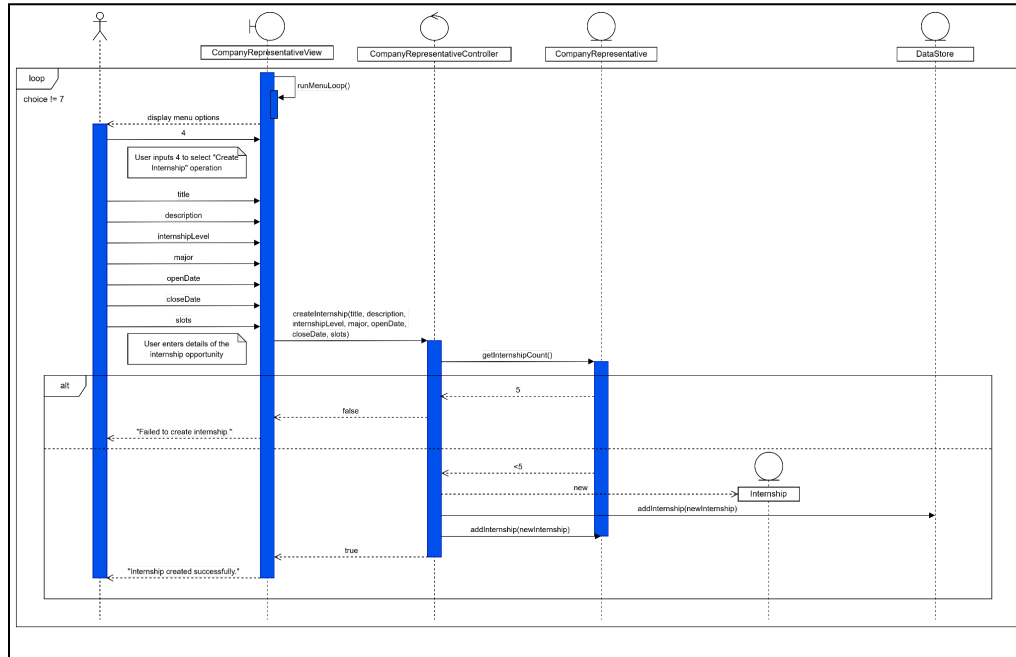 CompanyRepresentativeView
CompanyRepresentativeController
CompanyRepresentative
DataStore
loop
choice != 7
runMenuLoop()
display menu options
4
User inputs 4 to select "Create
Internship" operation
title
description
internshipLevel
major
openDate
closeDate
slots
User enters details of the
internship opportunity
createInternship(title, description,
internshipLevel, major, openDate,
closeDate, slots)
getInternshipCount()
alt
5
false
"Failed to create internship."
<5
new
Internship
addInternship(newInternship)
addInternship(newInternship)
true
"Internship created successfully."